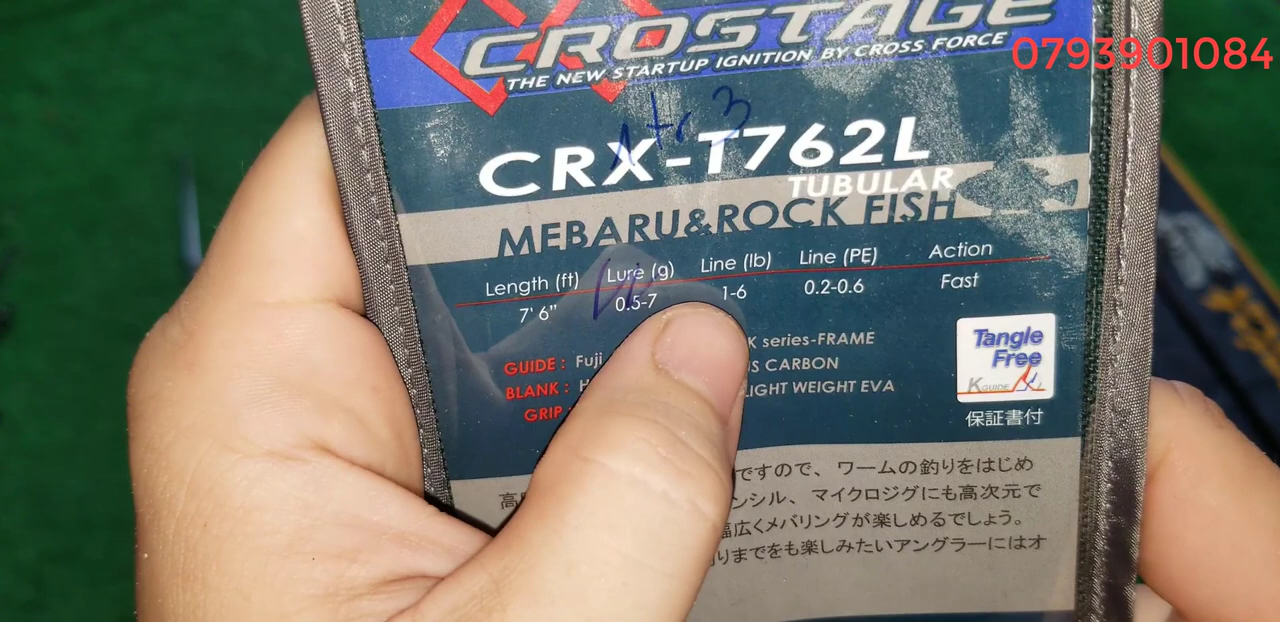 CROSTAGE
0793901084
THE NEW STARTUP IGNITION BY CROSS FORCE
CRX-T762L
TUBULAR
MEBARU&ROCK FISH
Length (ft) Lure (g) Line (lb) Line (PE) Action
7' 6" 0.5-7 1-6 0.2-0.6 Fast
GUIDE : Fuji K series-FRAME
BLANK : CARBON
GRIP LIGHT WEIGHT EVA
Tangle
Free
K GUIDE
保証書付
ですので、ワームの釣りをはじめ
ンシル、マイクロジグにも高次元で
幅広くメバリングが楽しめるでしょう。
りまでをも楽しみたいアングラーにはオ